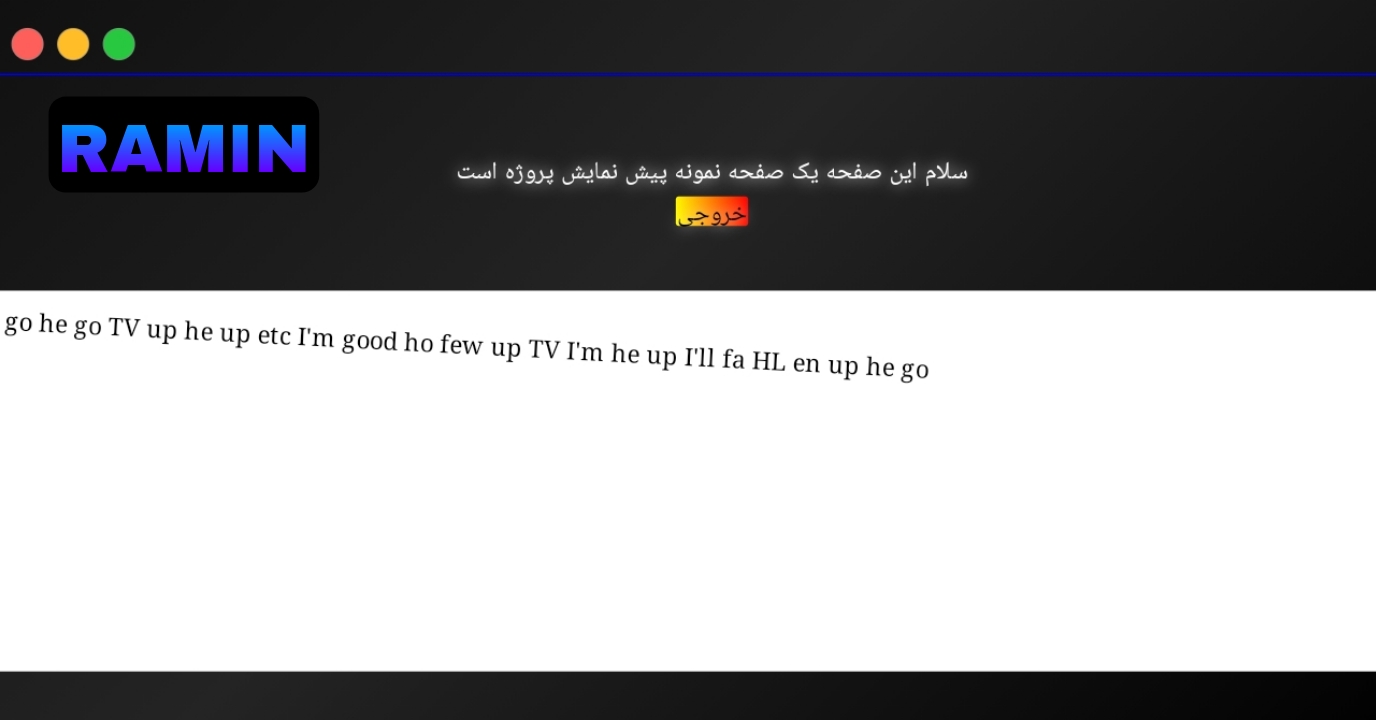 RAMIN
سلام این صفحه یک صفحه نمونه پیش نمایش پروژه است
خروجی
go he go TV up he up etc I'm good ho few up TV I'm he up I'll fa HL en up he go